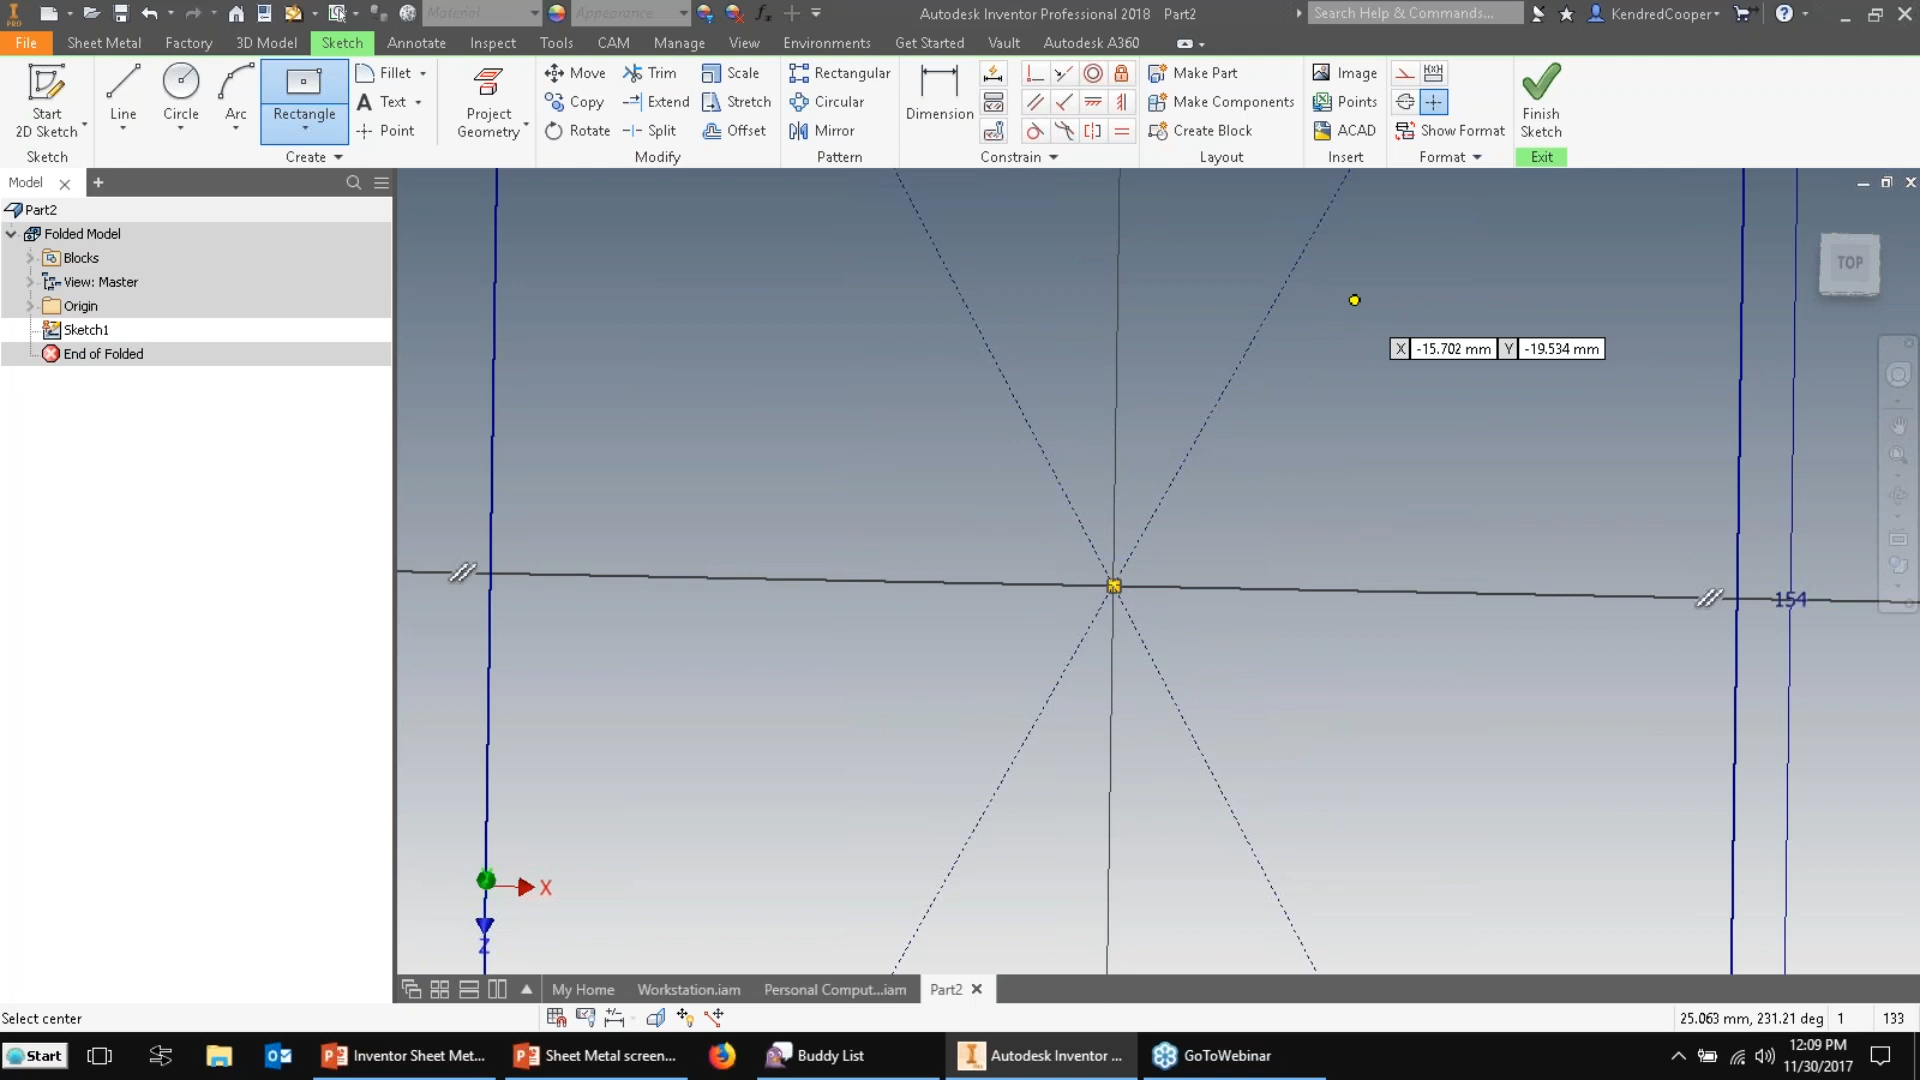 PRO
Material
Appearance
Autodesk Inventor Professional 2018 Part2
Search Help & Commands...
KendredCooper
File Sheet Metal Factory 3D Model Sketch Annotate Inspect Tools CAM Manage View Environments Get Started Vault Autodesk A360
Start
2D Sketch
Line
Circle
Arc
Rectangle
Fillet
Text
Point
Project
Geometry
Move
Copy
Rotate
Trim
Extend
Split
Scale
Stretch
Offset
Rectangular
Circular
Mirror
Dimension
Make Part
Make Components
Create Block
Image
Points
ACAD
Show Format
Finish
Sketch
Sketch Create Modify Pattern Constrain Layout Insert Format Exit
Model
Part2
Folded Model
Blocks
View: Master
Origin
Sketch1
End of Folded
TOP
X -15.702 mm Y -19.534 mm
154
X
Z
My Home Workstation.iam Personal Comput...iam Part2
Select center
25.063 mm, 231.21 deg 1 133
Start
Inventor Sheet Met...
Sheet Metal screen...
Buddy List
Autodesk Inventor ...
GoToWebinar
12:09 PM
11/30/2017